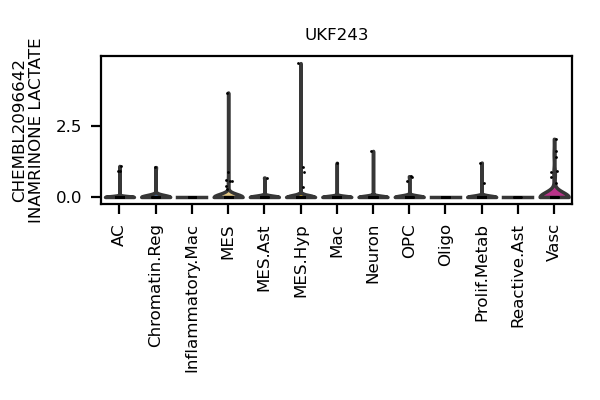 UKF243
CHEMBL2096642
INAMRINONE LACTATE
2.5
0.0
AC
Chromatin.Reg
Inflammatory.Mac
MES
MES.Ast
MES.Hyp
Mac
Neuron
OPC
Oligo
Prolif.Metab
Reactive.Ast
Vasc